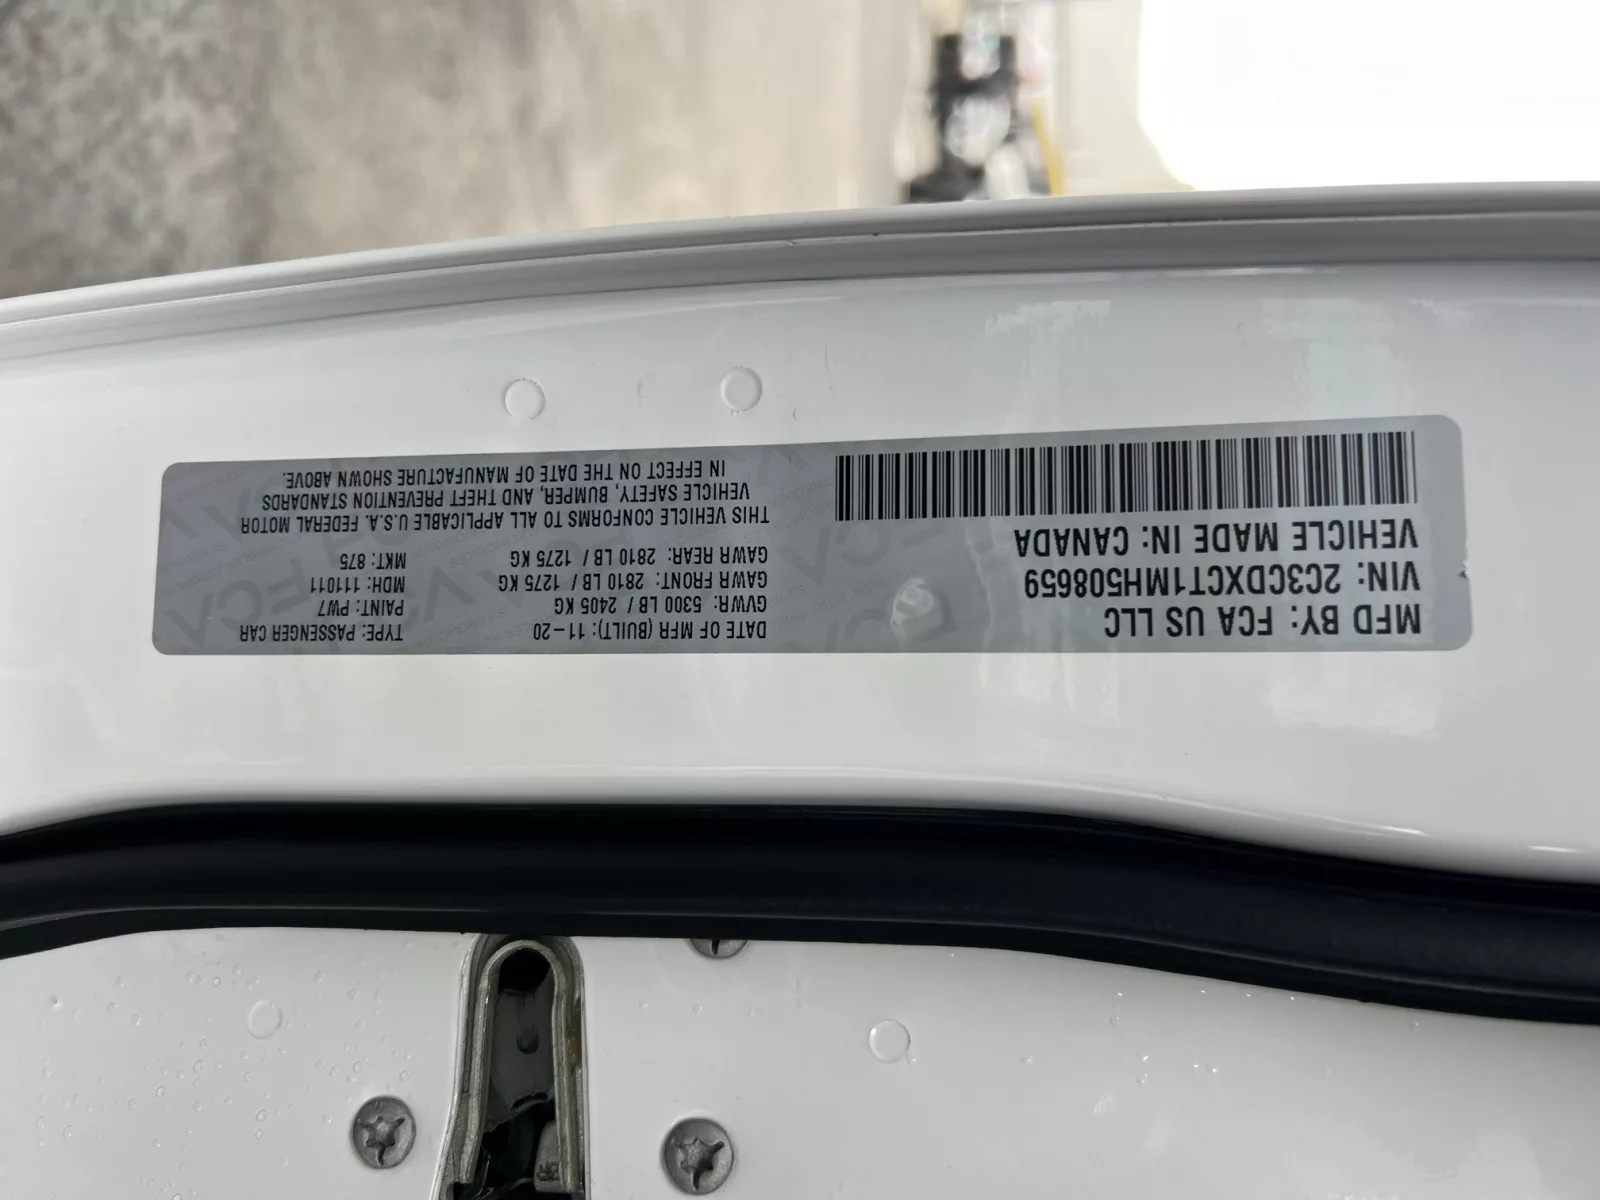 MFD BY: FCA US LLC
VIN: 2C3CDXCT1MH508659
VEHICLE MADE IN: CANADA
DATE OF MFR (BUILT): 11-20 TYPE: PASSENGER CAR
GVWR: 5300 LB / 2405 KG PAINT: PW7
GAWR FRONT: 2810 LB / 1275 KG MDH: 111011
GAWR REAR: 2810 LB / 1275 KG MKT: 875
THIS VEHICLE CONFORMS TO ALL APPLICABLE U.S.A. FEDERAL MOTOR
VEHICLE SAFETY, BUMPER, AND THEFT PREVENTION STANDARDS
IN EFFECT ON THE DATE OF MANUFACTURE SHOWN ABOVE.